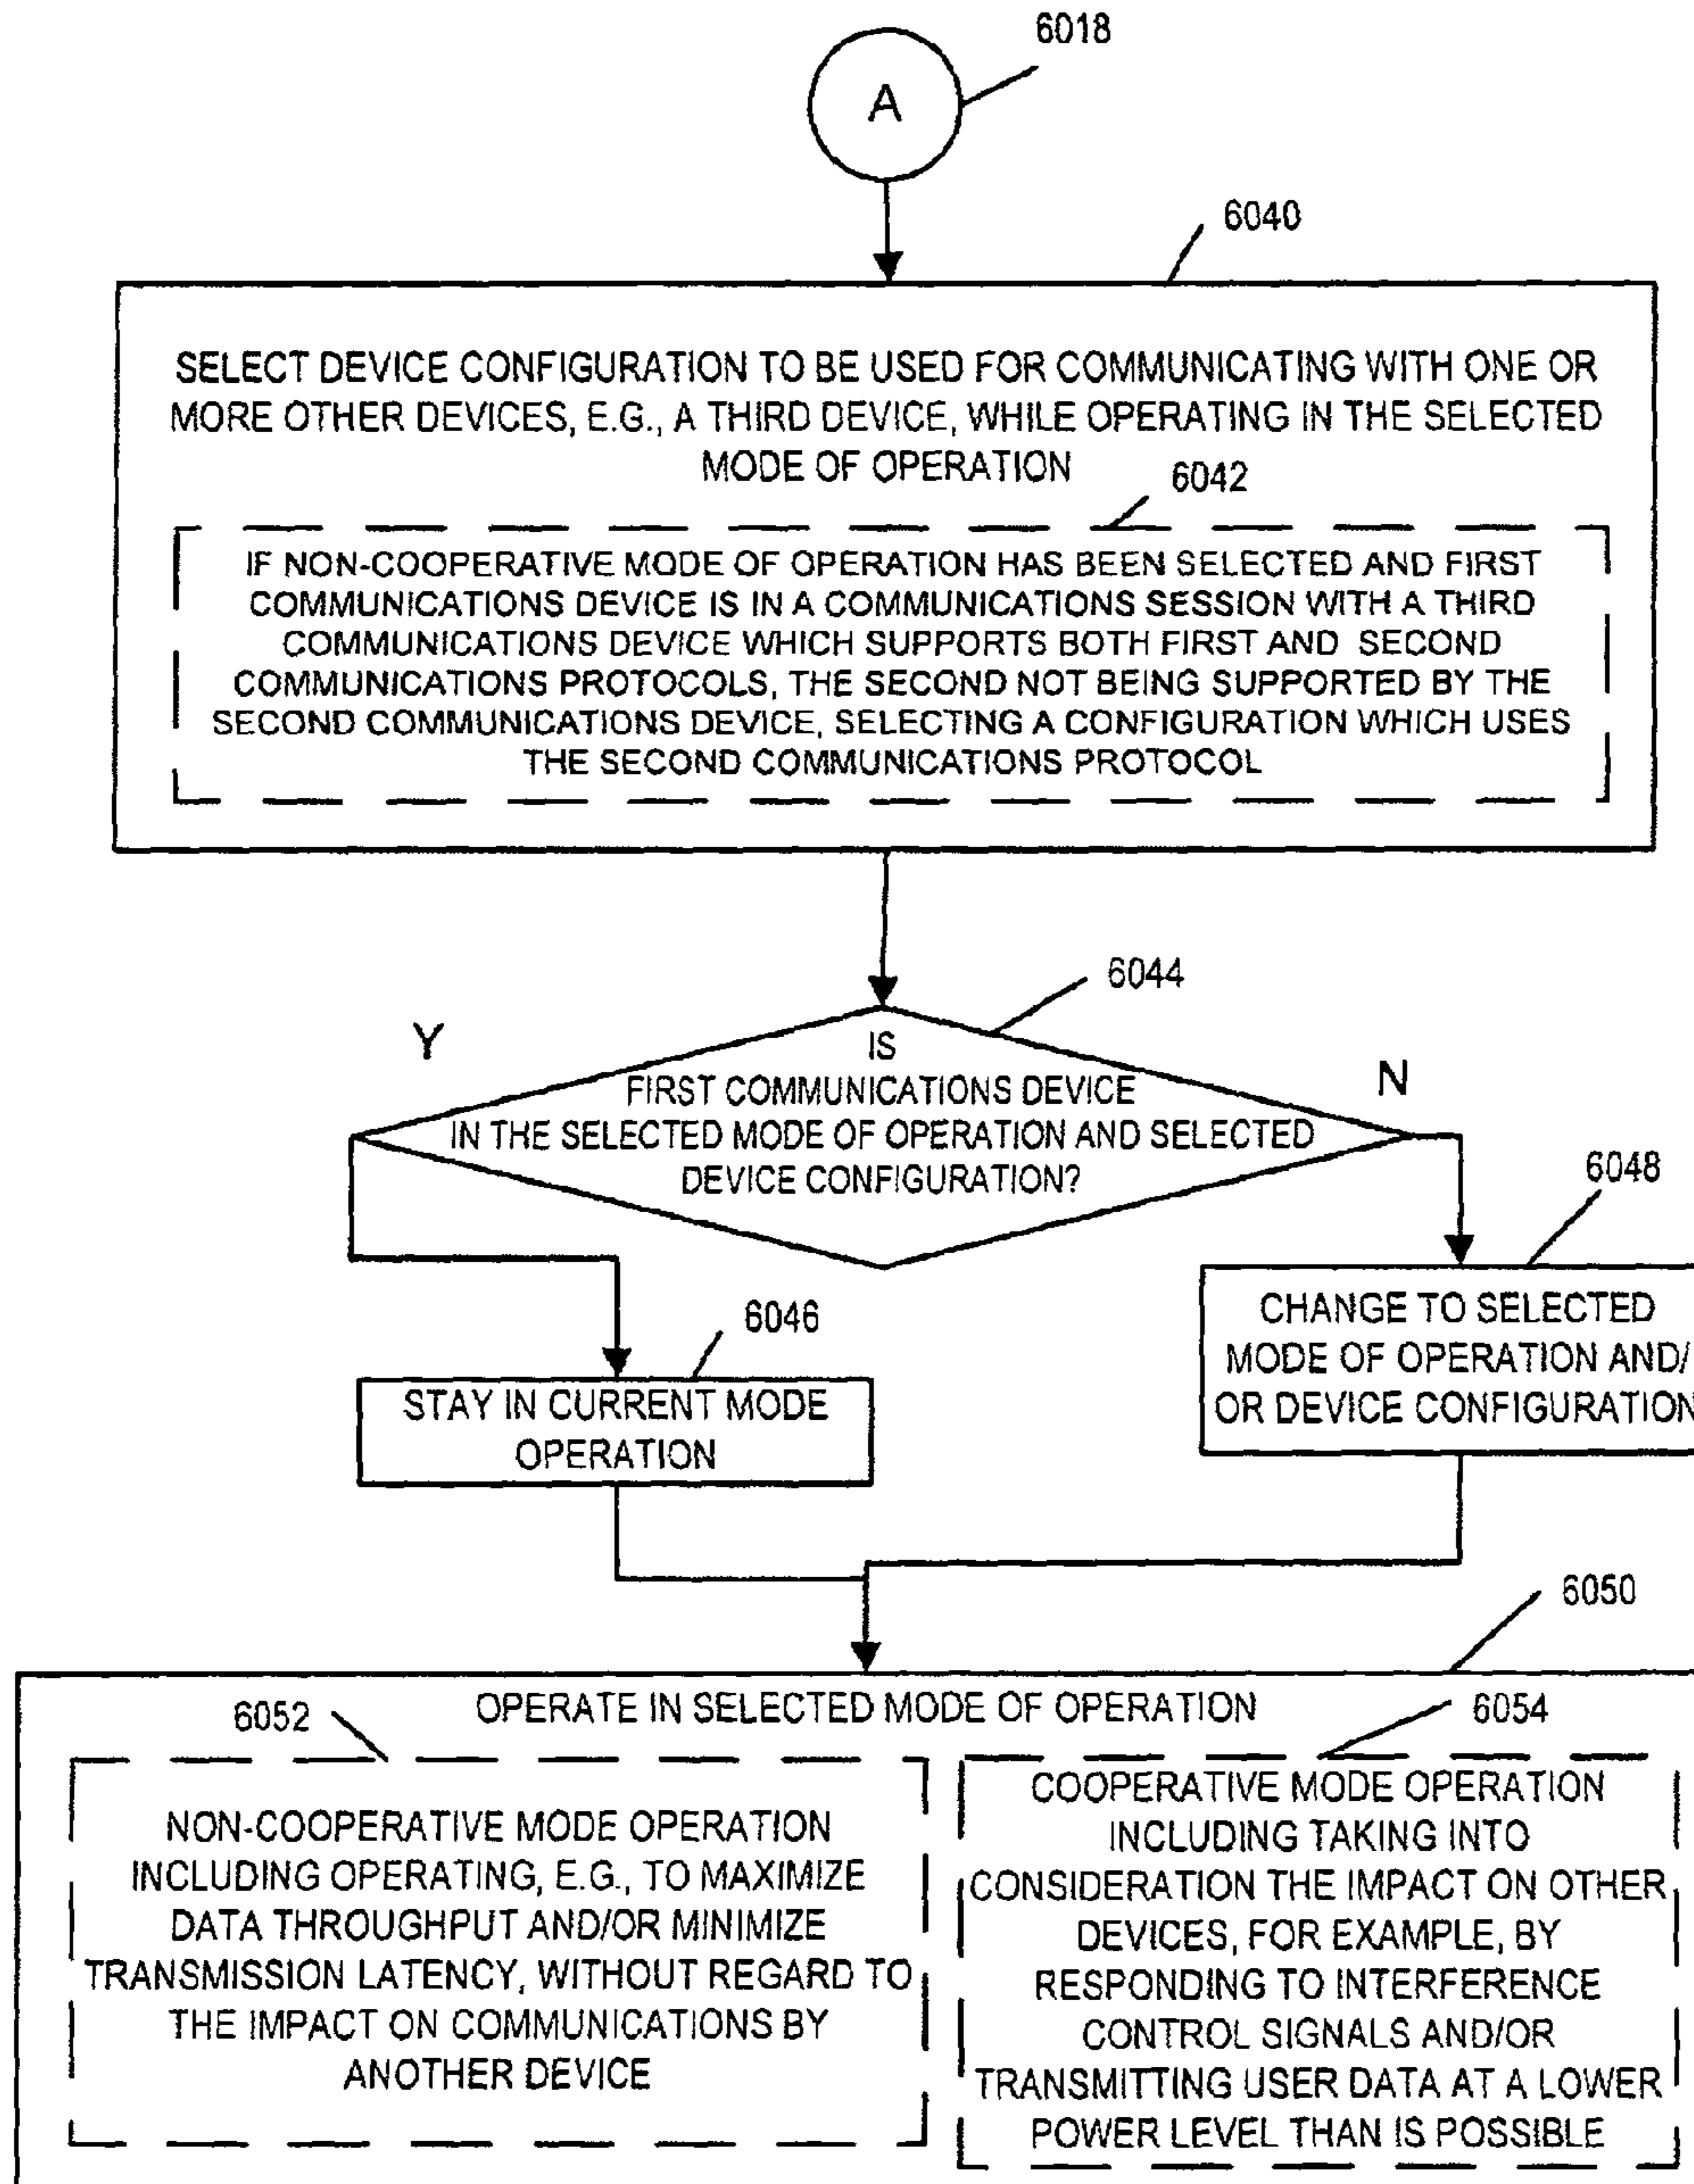 6018
A
6040
SELECT DEVICE CONFIGURATION TO BE USED FOR COMMUNICATING WITH ONE OR
MORE OTHER DEVICES, E.G., A THIRD DEVICE, WHILE OPERATING IN THE SELECTED
MODE OF OPERATION
6042
IF NON-COOPERATIVE MODE OF OPERATION HAS BEEN SELECTED AND FIRST
COMMUNICATIONS DEVICE IS IN A COMMUNICATIONS SESSION WITH A THIRD
COMMUNICATIONS DEVICE WHICH SUPPORTS BOTH FIRST AND SECOND
COMMUNICATIONS PROTOCOLS, THE SECOND NOT BEING SUPPORTED BY THE
SECOND COMMUNICATIONS DEVICE, SELECTING A CONFIGURATION WHICH USES
THE SECOND COMMUNICATIONS PROTOCOL
6044
Y
N
IS
FIRST COMMUNICATIONS DEVICE
IN THE SELECTED MODE OF OPERATION AND SELECTED
DEVICE CONFIGURATION?
6046
STAY IN CURRENT MODE
OPERATION
6048
CHANGE TO SELECTED
MODE OF OPERATION AND/
OR DEVICE CONFIGURATION
6050
OPERATE IN SELECTED MODE OF OPERATION
6052
NON-COOPERATIVE MODE OPERATION
INCLUDING OPERATING, E.G., TO MAXIMIZE
DATA THROUGHPUT AND/OR MINIMIZE
TRANSMISSION LATENCY, WITHOUT REGARD TO
THE IMPACT ON COMMUNICATIONS BY
ANOTHER DEVICE
6054
COOPERATIVE MODE OPERATION
INCLUDING TAKING INTO
CONSIDERATION THE IMPACT ON OTHER
DEVICES, FOR EXAMPLE, BY
RESPONDING TO INTERFERENCE
CONTROL SIGNALS AND/OR
TRANSMITTING USER DATA AT A LOWER
POWER LEVEL THAN IS POSSIBLE